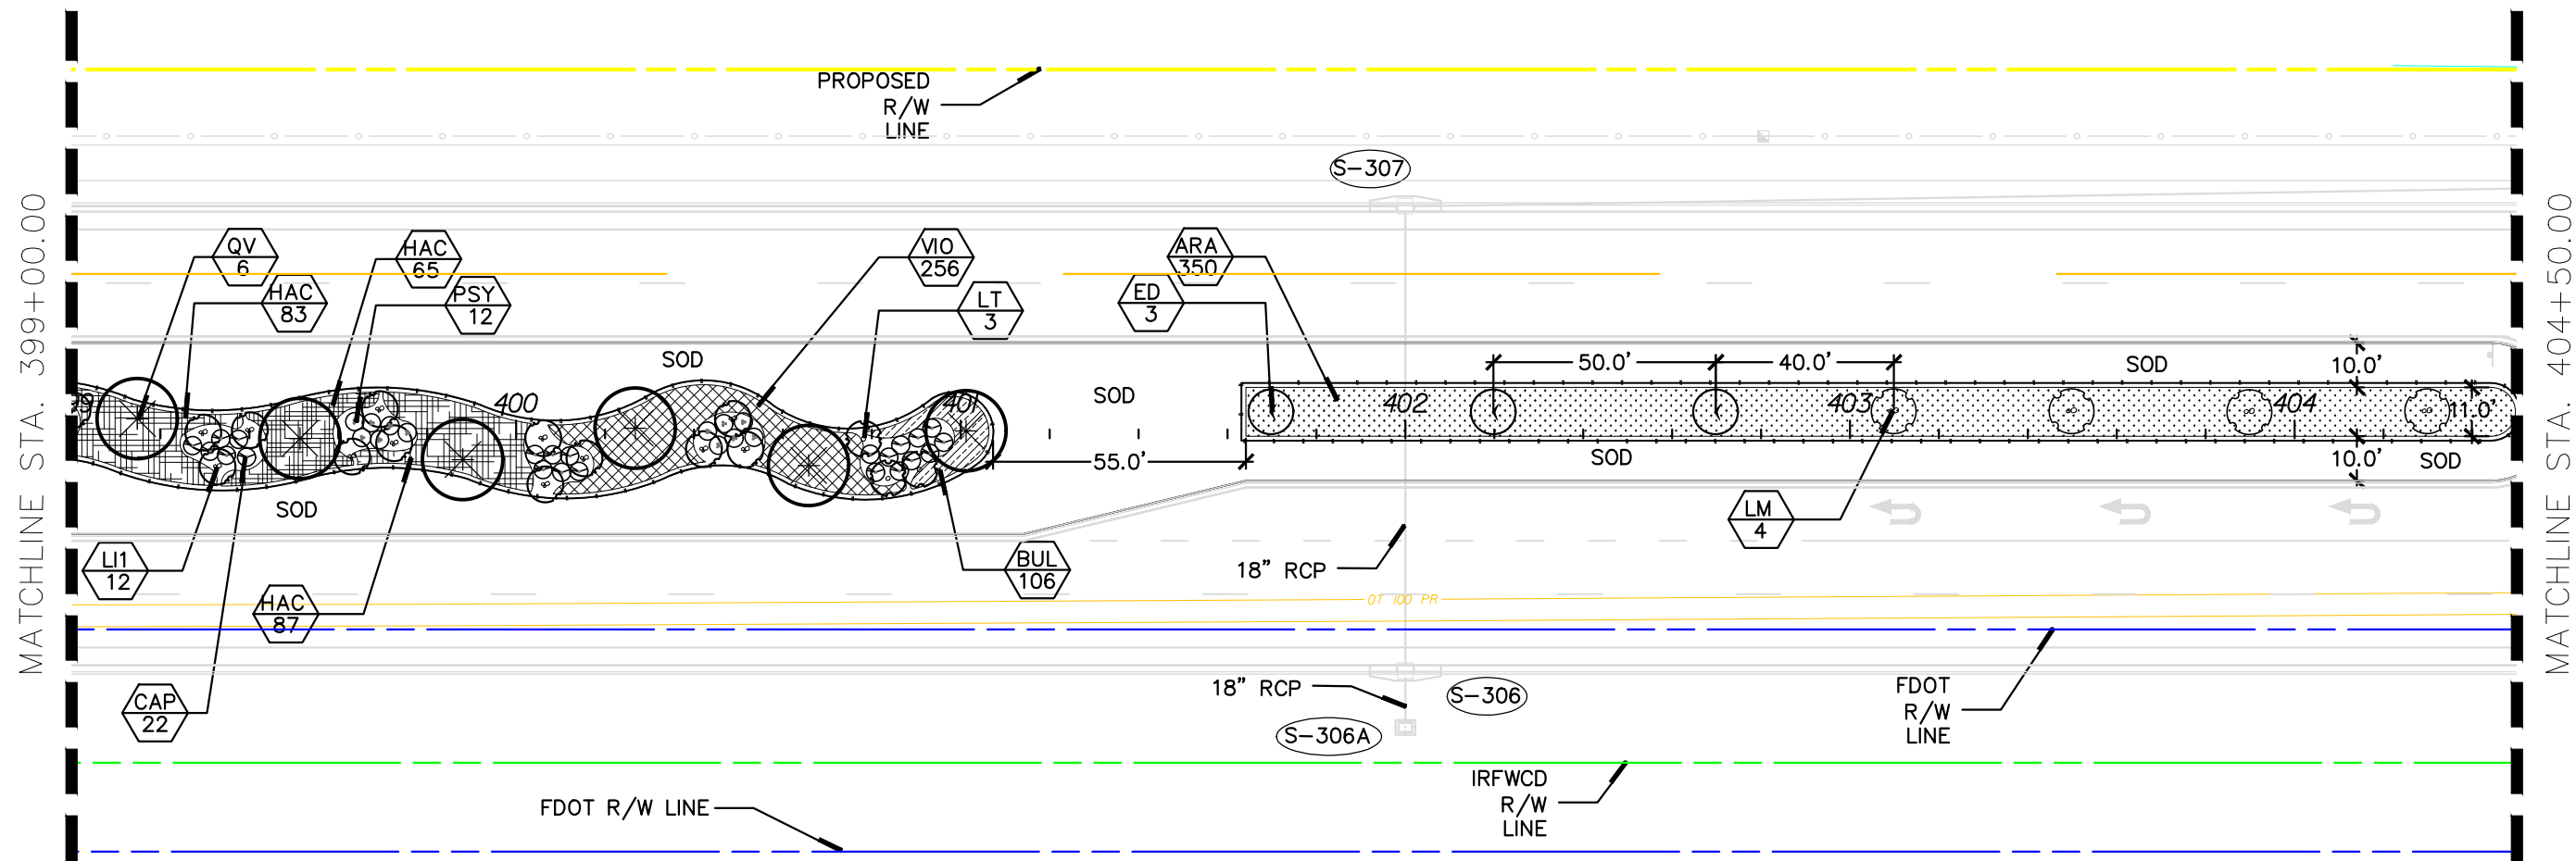 PROPOSED
R/W
LINE
S-307
MATCHLINE STA. 399+00.00
MATCHLINE STA. 404+50.00
QV
6
HAC
65
HAC
83
PSY
12
VIO
256
LT
3
ARA
350
ED
3
SOD
SOD
SOD
50.0'
40.0'
10.0'
400
401
402
403
404
11.0'
55.0'
SOD
10.0'
SOD
SOD
LM
4
LI1
12
HAC
87
BUL
106
18" RCP
OT 100 PR
CAP
22
18" RCP
S-306
S-306A
FDOT
R/W
LINE
FDOT R/W LINE
IRFWCD
R/W
LINE